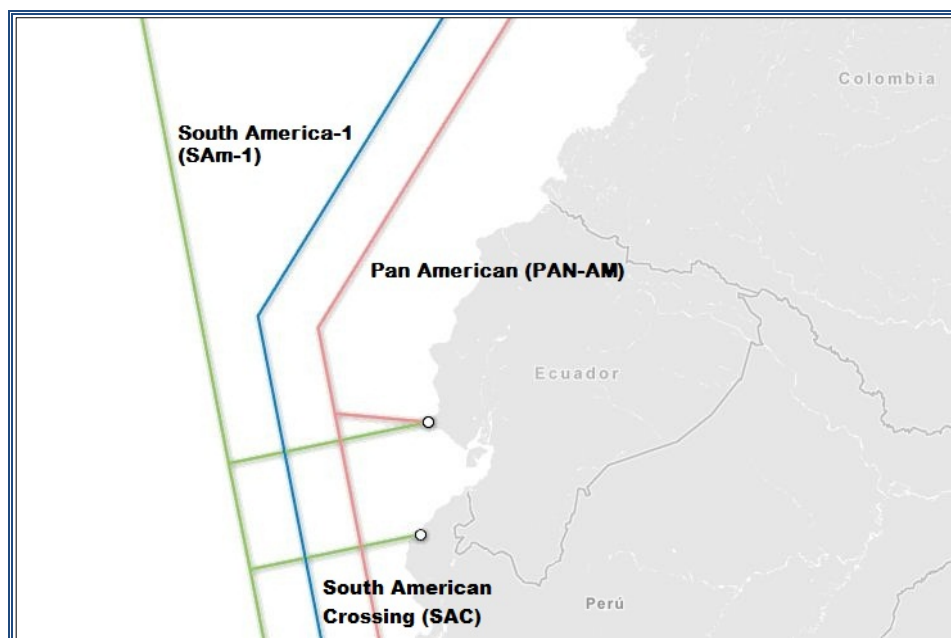 Colombia
South America-1
(SAm-1)
Pan American (PAN-AM)
Ecuador
South American
Crossing (SAC)
Perú